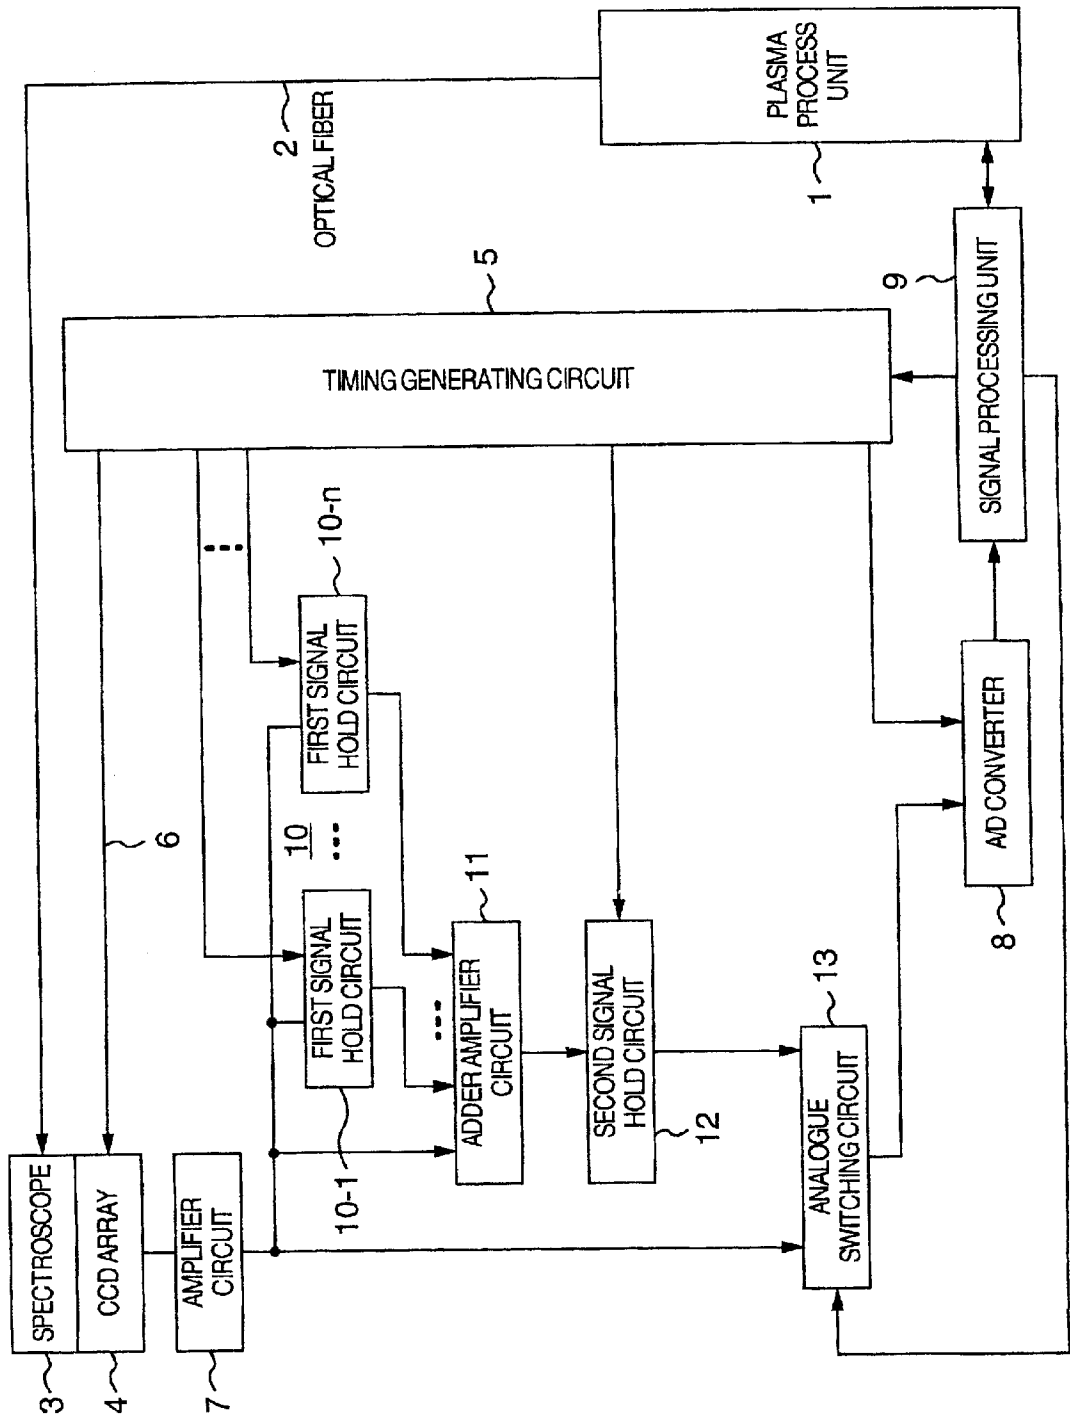 3
SPECTROSCOPE
4
CCD ARRAY
7
AMPLIFIER
CIRCUIT
6
2
OPTICAL FIBER
PLASMA
PROCESS
UNIT
1
5
TIMING GENERATING CIRCUIT
10-1
FIRST SIGNAL
HOLD CIRCUIT
10
FIRST SIGNAL
HOLD CIRCUIT
10-n
ADDER AMPLIFIER
CIRCUIT
11
SECOND SIGNAL
HOLD CIRCUIT
12
ANALOGUE
SWITCHING CIRCUIT
13
A/D CONVERTER
8
SIGNAL PROCESSING UNIT
9